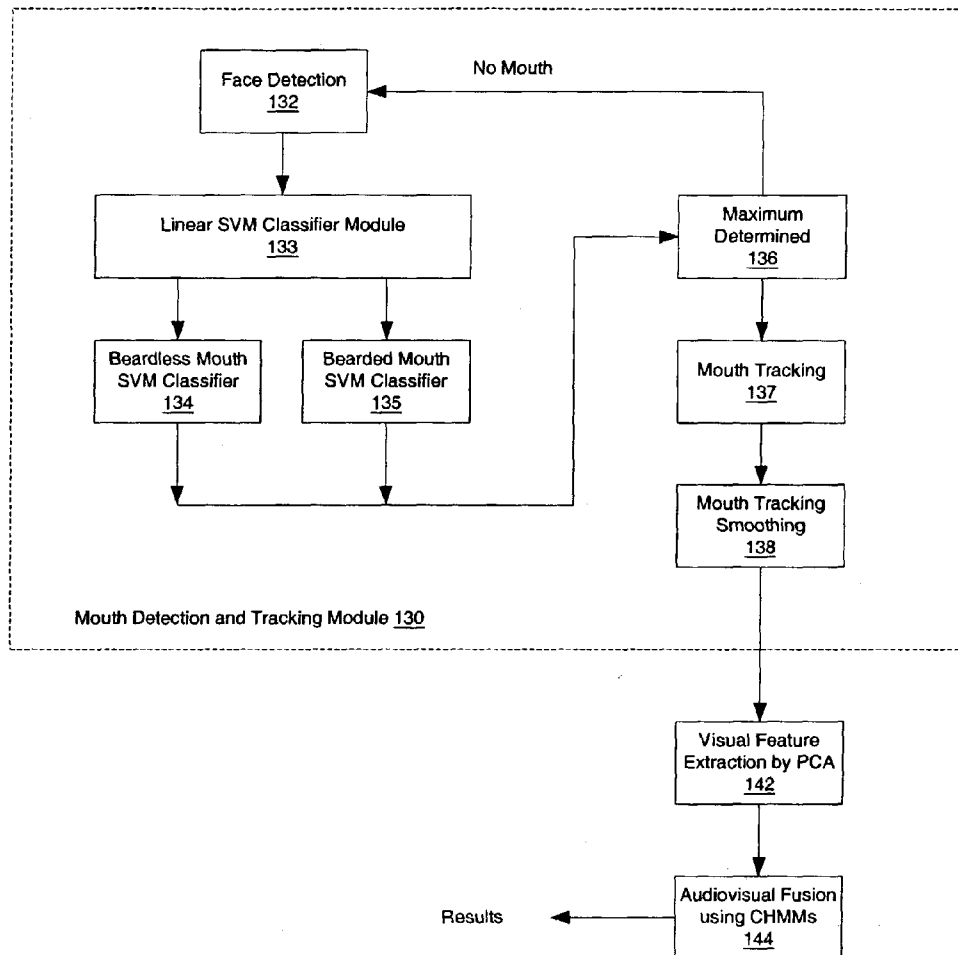 No Mouth
Face Detection
132
Linear SVM Classifier Module
133
Maximum
Determined
136
Beardless Mouth
SVM Classifier
134
Bearded Mouth
SVM Classifier
135
Mouth Tracking
137
Mouth Tracking
Smoothing
138
Mouth Detection and Tracking Module 130
Visual Feature
Extraction by PCA
142
Audiovisual Fusion
using CHMMs
144
Results